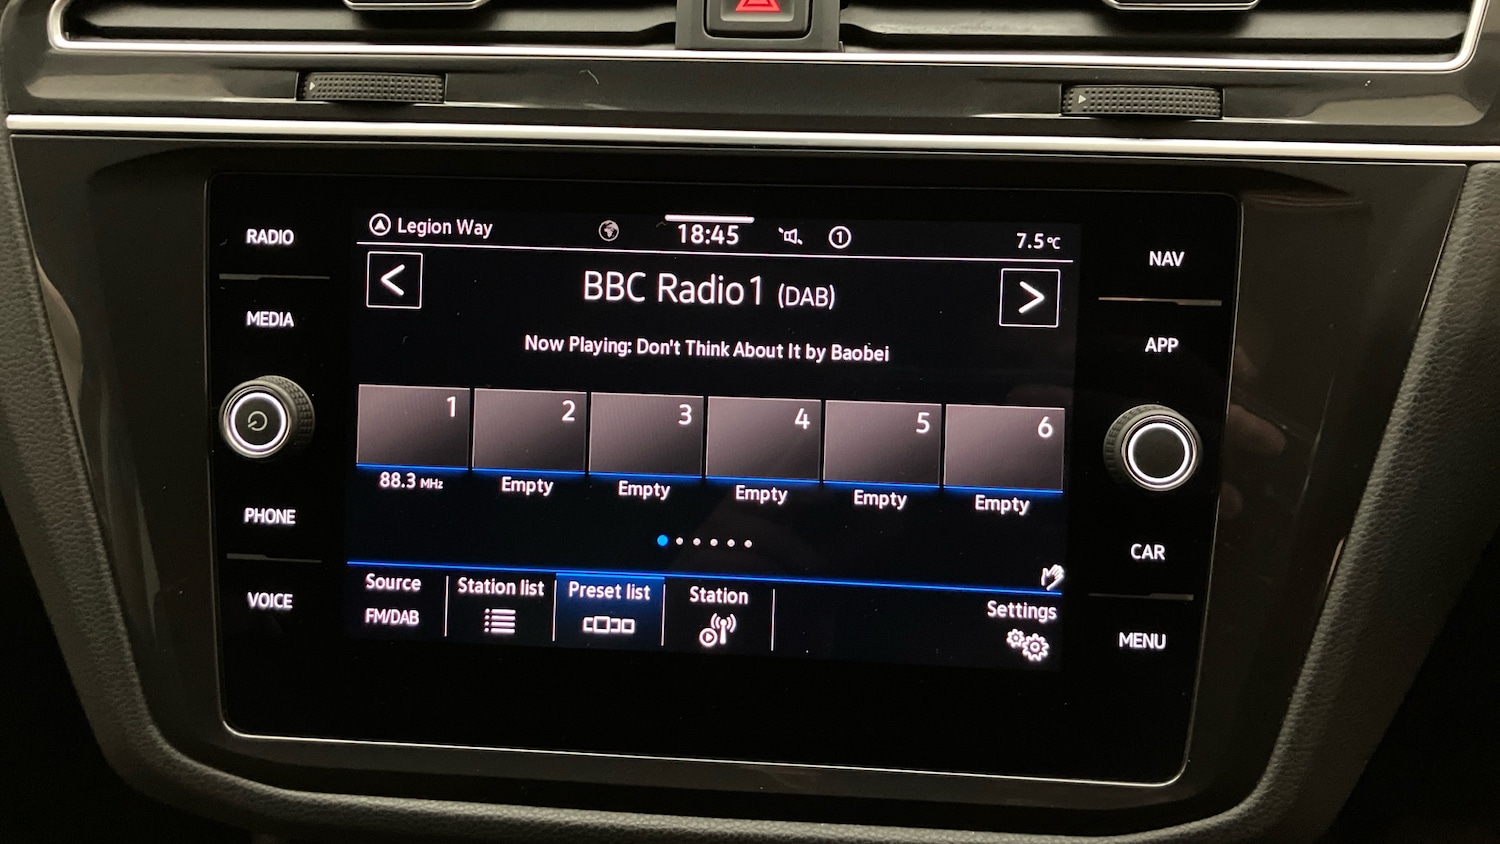 RADIO
MEDIA
PHONE
VOICE
Legion Way
18:45
1
7.5°C
BBC Radio1 (DAB)
Now Playing: Don't Think About It by Baobei
1
2
3
4
5
6
88.3 MHz
Empty
Empty
Empty
Empty
Empty
Source
FM/DAB
Station list
Preset list
Station
Settings
NAV
APP
CAR
MENU